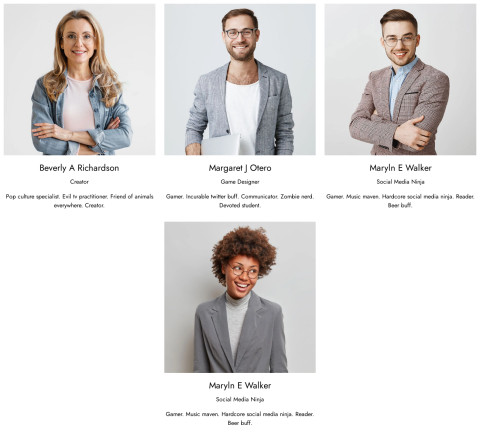 Beverly A Richardson
Creator
Pop culture specialist. Evil tv practitioner. Friend of animals
everywhere. Creator.
Margaret J Otero
Game Designer
Gamer. Incurable twitter buff. Communicator. Zombie nerd.
Devoted student.
Maryln E Walker
Social Media Ninja
Gamer. Music maven. Hardcore social media ninja. Reader.
Beer buff.
Maryln E Walker
Social Media Ninja
Gamer. Music maven. Hardcore social media ninja. Reader.
Beer buff.